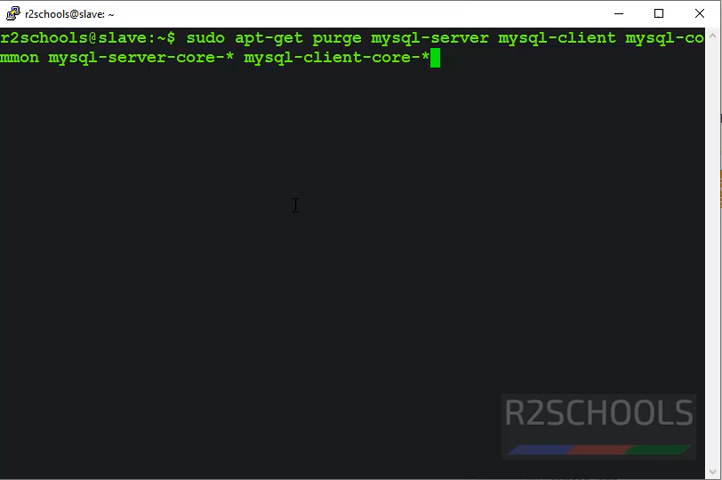 r2schools@slave: ~
r2schools@slave:~$ sudo apt-get purge mysql-server mysql-client mysql-co
mmon mysql-server-core-* mysql-client-core-*
R2SCHOOLS